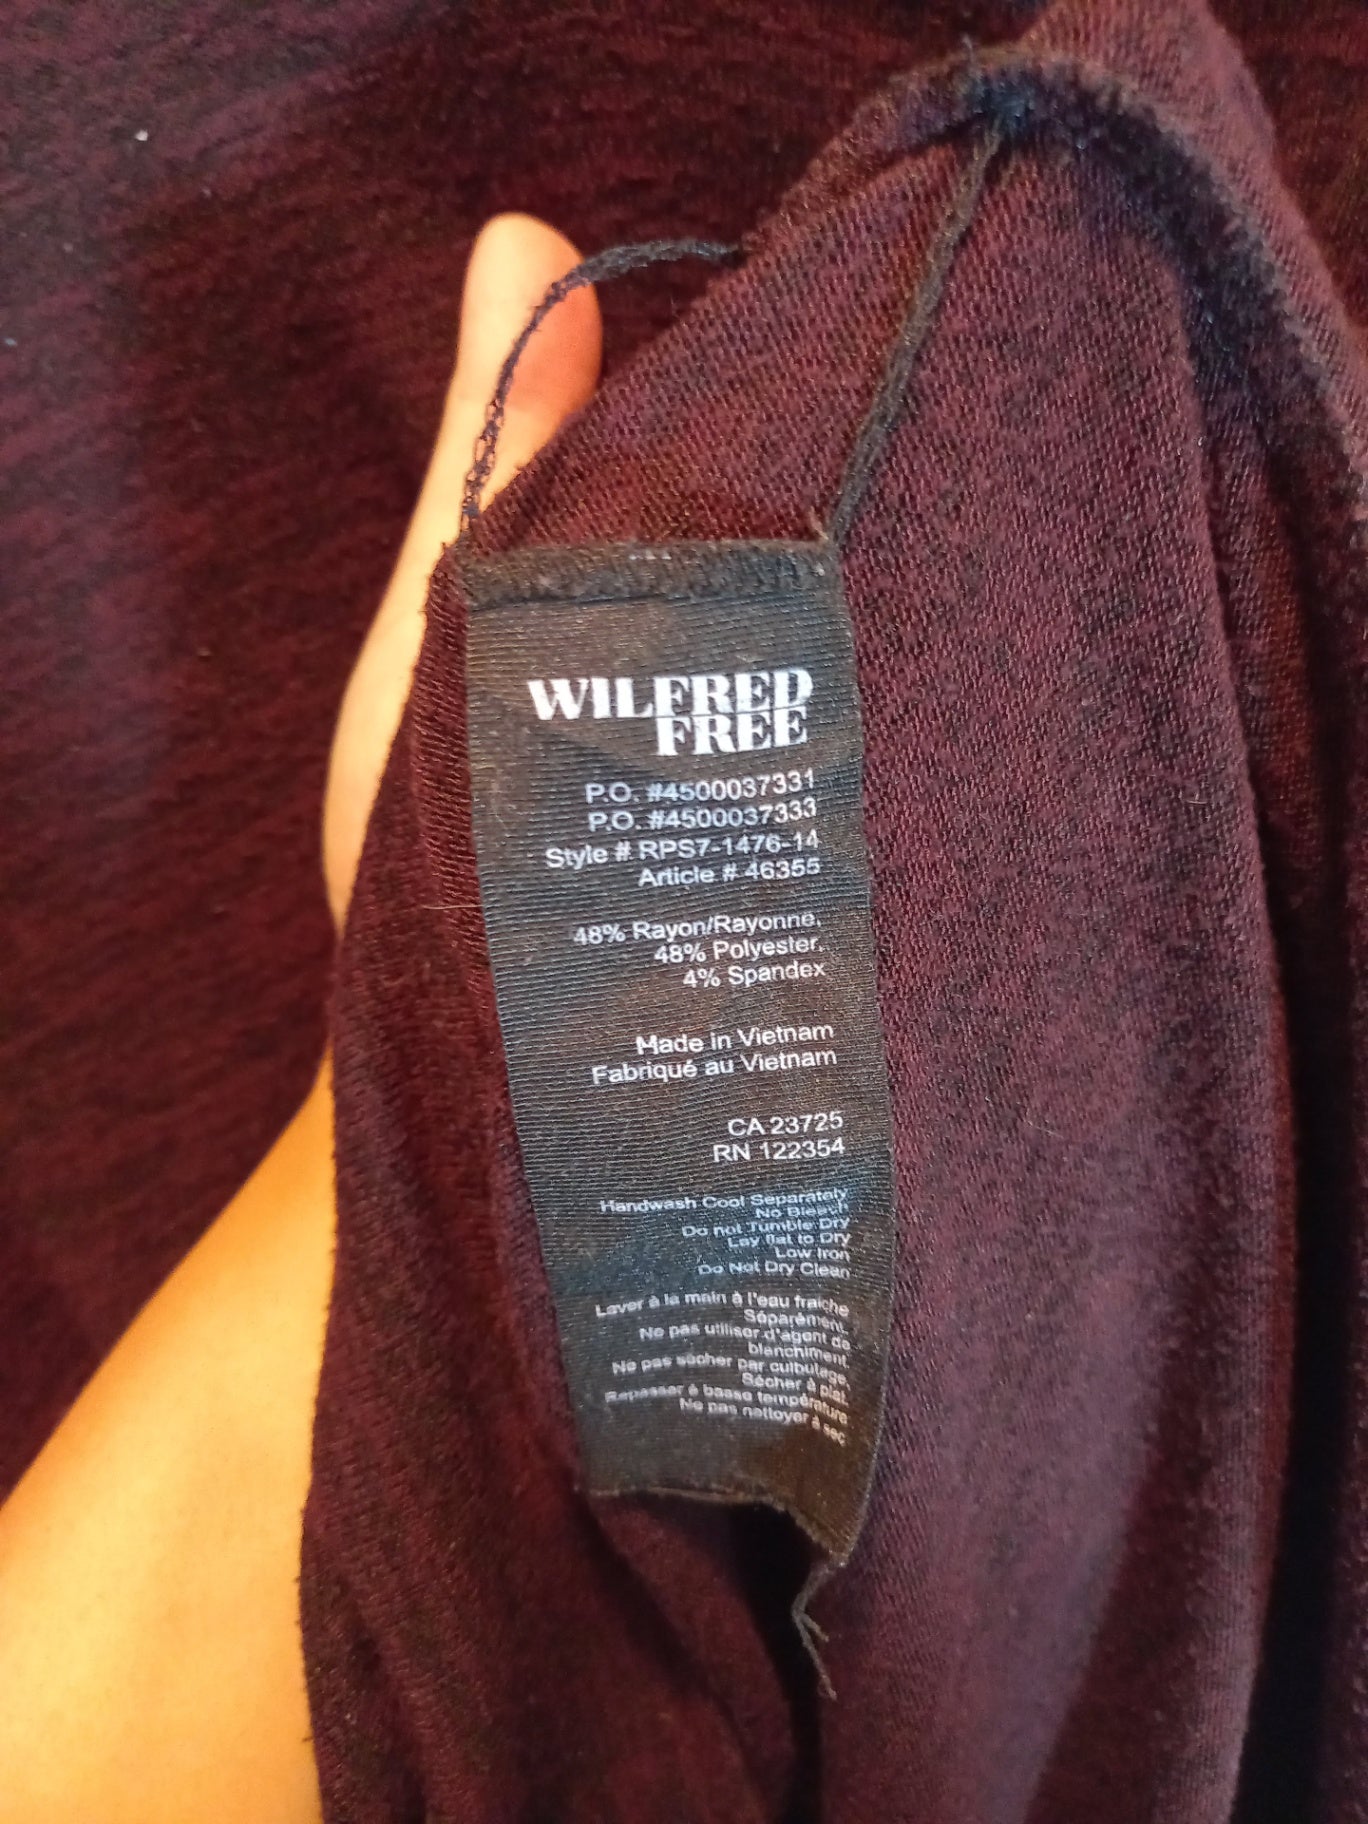 WILFRED
FREE
P.O. #4500037331
P.O. #4500037333
Style # RPS7-1476-14
Article # 46355
48% Rayon/Rayonne,
48% Polyester,
4% Spandex
Made in Vietnam
Fabriqué au Vietnam
CA 23725
RN 122354
Handwash Cool Separately
No Bleach
Do not Tumble Dry
Lay flat to Dry
Low Iron
Do Not Dry Clean
Laver à la main à l'eau fraiche
Séparément.
Ne pas utiliser d'agent de
blanchiment.
Ne pas sécher par culbutage.
Sécher à plat.
Repasser à basse température
Ne pas nettoyer à sec